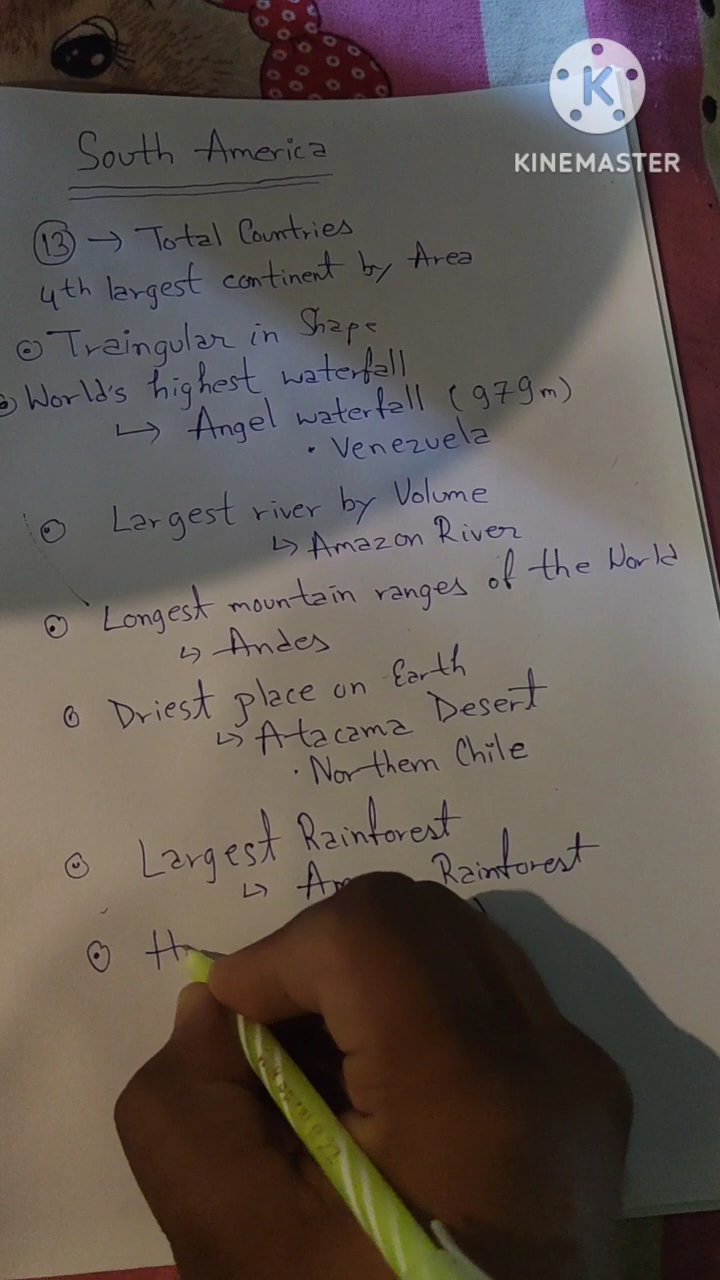 K
KINEMASTER
South America
13 → Total Countries
4th largest continent by Area
Traingular in Shape
World's highest waterfall
↳ Angel waterfall (979m)
• Venezuela
Largest river by Volume
↳ Amazon River
Longest mountain ranges of the World
↳ Andes
Driest place on Earth
↳ Atacama Desert
• Northern Chile
Largest Rainforest
↳ Rainforest